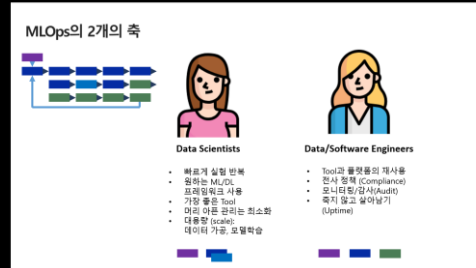 MLOps의 2개의 축
Data Scientists
빠르게 실험 반복
원하는 ML/DL
프레임워크 사용
가장 좋은 Tool
머리 아픈 관리는 최소화
대용량 (scale):
데이터 가공, 모델학습
Data/Software Engineers
Tool과 플랫폼의 재사용
전사 정책 (Compliance)
모니터링/감사(Audit)
죽지 않고 살아남기
(Uptime)